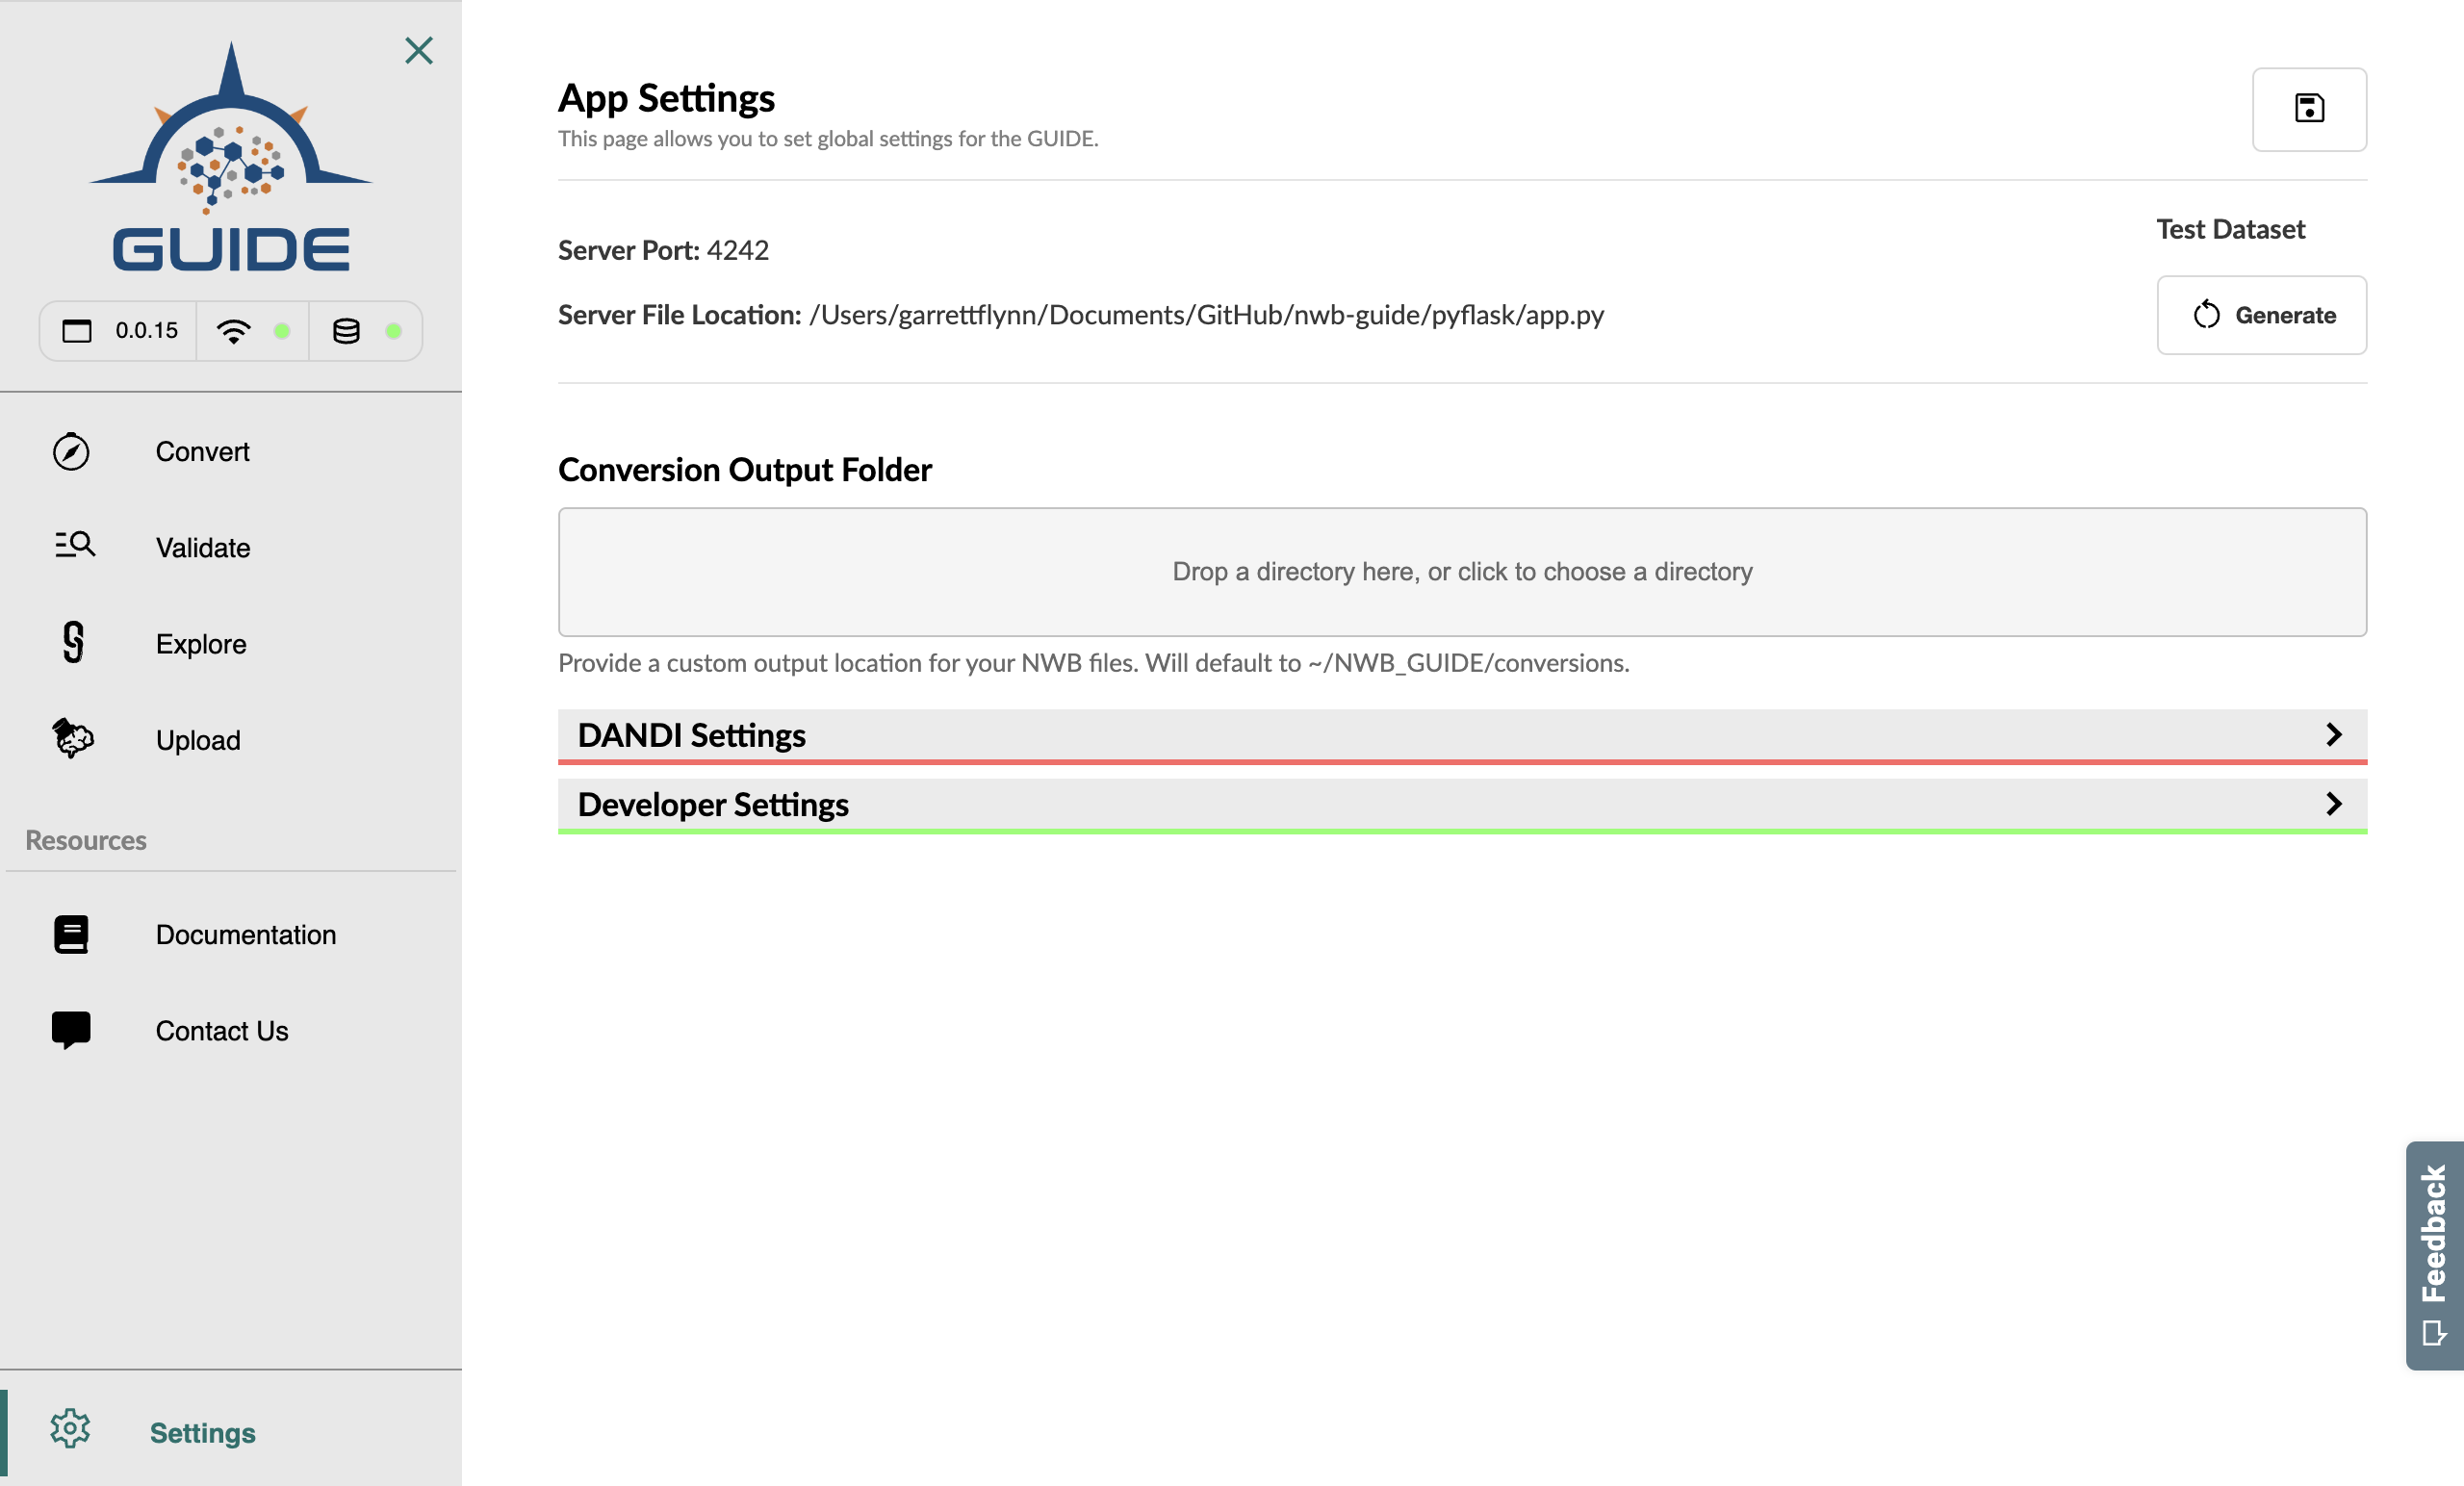 GUIDE
0.0.15
Convert
Validate
Explore
Upload
Resources
Documentation
Contact Us
Settings
App Settings
This page allows you to set global settings for the GUIDE.
Server Port: 4242
Server File Location: /Users/garrettflynn/Documents/GitHub/nwb-guide/pyflask/app.py
Test Dataset
Generate
Conversion Output Folder
Drop a directory here, or click to choose a directory
Provide a custom output location for your NWB files. Will default to ~/NWB_GUIDE/conversions.
DANDI Settings
Developer Settings
Feedback